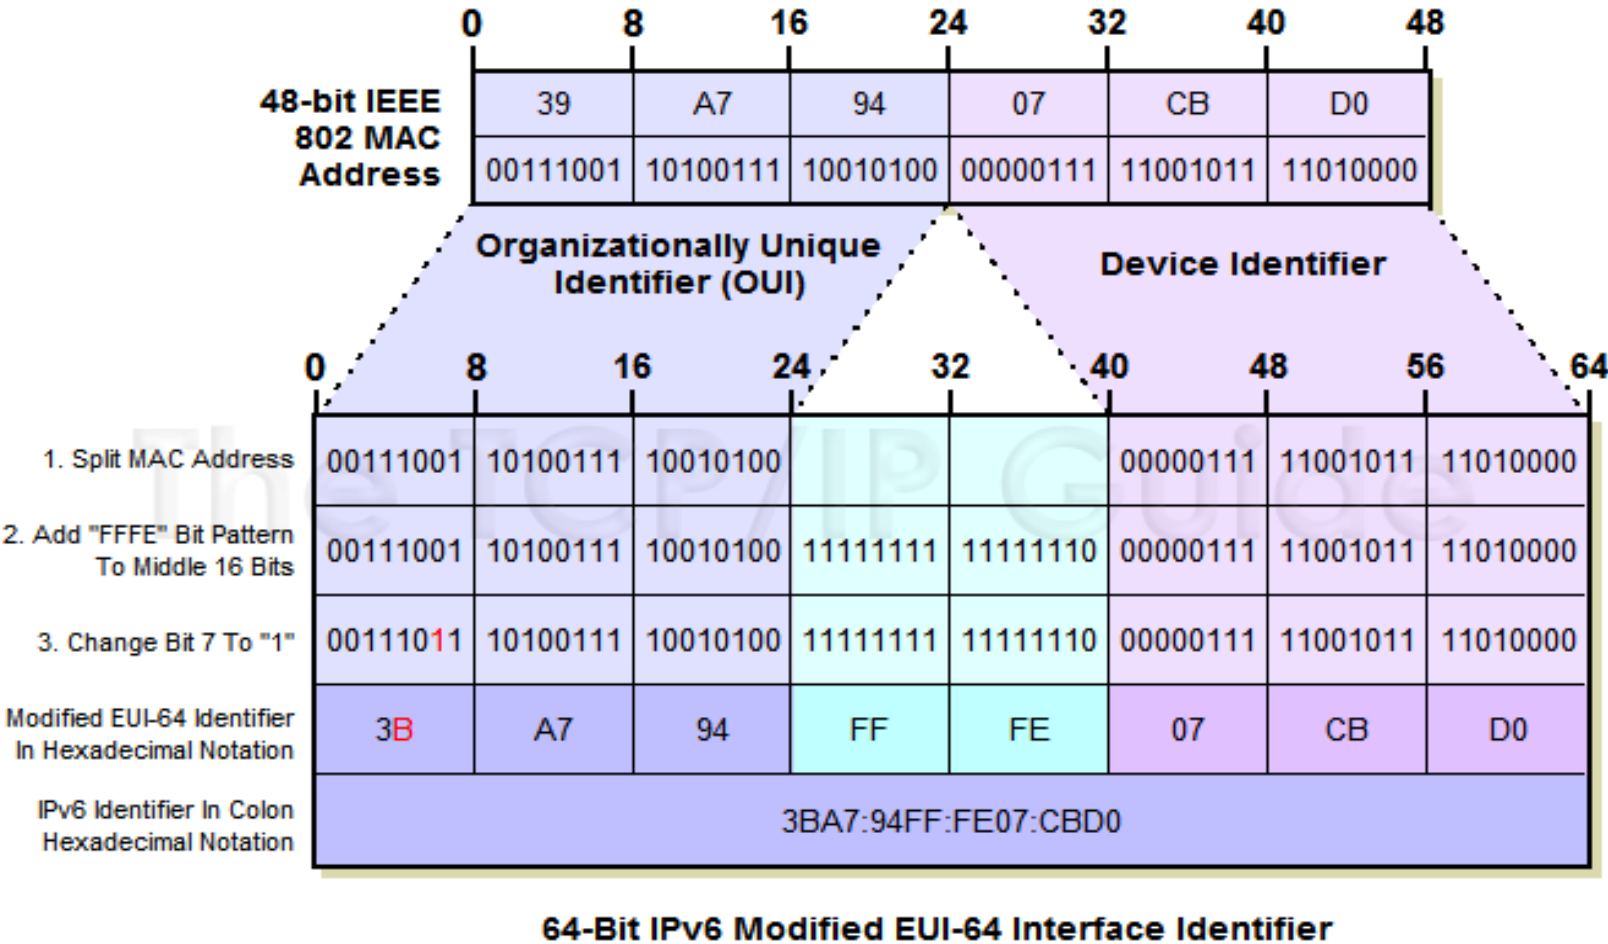 0 8 16 24 32 40 48
48-bit IEEE
802 MAC
Address
39 A7 94 07 CB D0
00111001 10100111 10010100 00000111 11001011 11010000
Organizationally Unique
Identifier (OUI)
Device Identifier
0 8 16 24 32 40 48 56 64
The TCP/IP Guide
1. Split MAC Address 00111001 10100111 10010100 00000111 11001011 11010000
2. Add "FFFE" Bit Pattern
To Middle 16 Bits
00111001 10100111 10010100 11111111 11111110 00000111 11001011 11010000
3. Change Bit 7 To "1" 00111011 10100111 10010100 11111111 11111110 00000111 11001011 11010000
Modified EUI-64 Identifier
In Hexadecimal Notation
3B A7 94 FF FE 07 CB D0
IPv6 Identifier In Colon
Hexadecimal Notation
3BA7:94FF:FE07:CBD0
64-Bit IPv6 Modified EUI-64 Interface Identifier